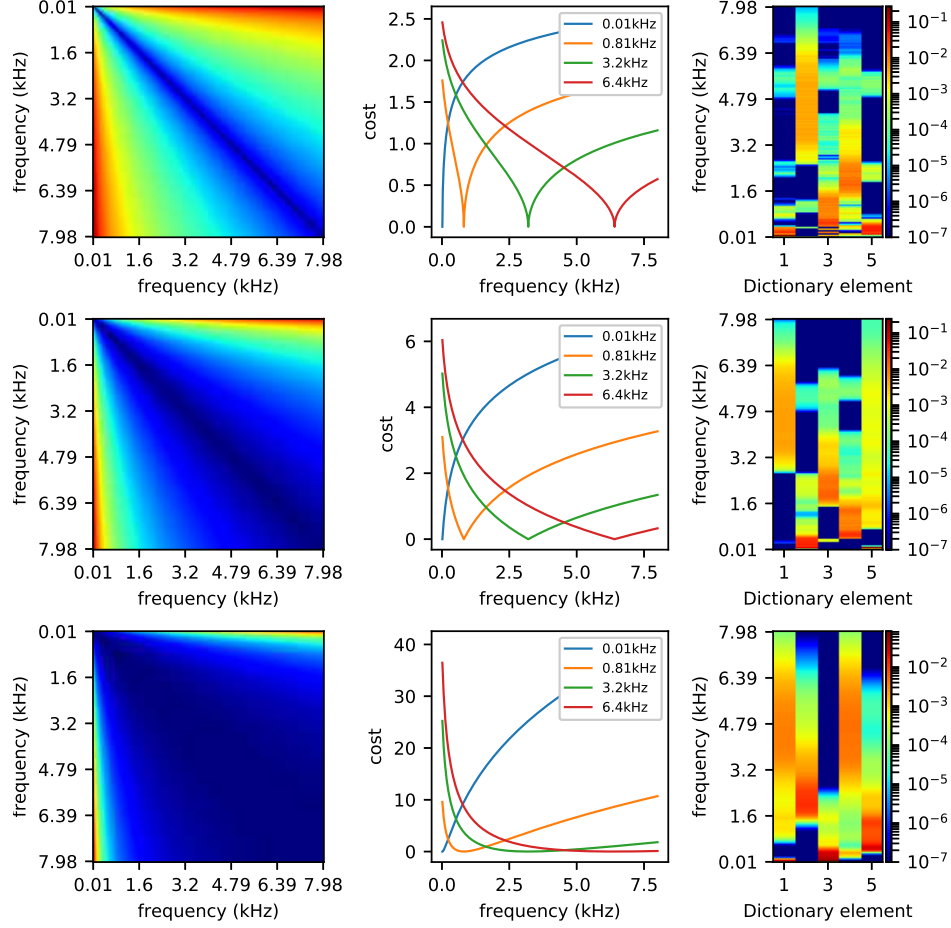 0.01
1.6
3.2
4.79
6.39
7.98
frequency (kHz)
0.01 1.6 3.2 4.79 6.39 7.98
frequency (kHz)
2.5
2.0
1.5
1.0
0.5
0.0
cost
0.01kHz
0.81kHz
3.2kHz
6.4kHz
0.0 2.5 5.0 7.5
frequency (kHz)
7.98
6.39
4.79
3.2
1.6
0.01
frequency (kHz)
1 3 5
Dictionary element
10⁻¹
10⁻²
10⁻³
10⁻⁴
10⁻⁵
10⁻⁶
10⁻⁷
0.01
1.6
3.2
4.79
6.39
7.98
frequency (kHz)
0.01 1.6 3.2 4.79 6.39 7.98
frequency (kHz)
6
4
2
0
cost
0.01kHz
0.81kHz
3.2kHz
6.4kHz
0.0 2.5 5.0 7.5
frequency (kHz)
7.98
6.39
4.79
3.2
1.6
0.01
frequency (kHz)
1 3 5
Dictionary element
10⁻¹
10⁻²
10⁻³
10⁻⁴
10⁻⁵
10⁻⁶
10⁻⁷
0.01
1.6
3.2
4.79
6.39
7.98
frequency (kHz)
0.01 1.6 3.2 4.79 6.39 7.98
frequency (kHz)
40
30
20
10
0
cost
0.01kHz
0.81kHz
3.2kHz
6.4kHz
0.0 2.5 5.0 7.5
frequency (kHz)
7.98
6.39
4.79
3.2
1.6
0.01
frequency (kHz)
1 3 5
Dictionary element
10⁻²
10⁻³
10⁻⁴
10⁻⁵
10⁻⁶
10⁻⁷